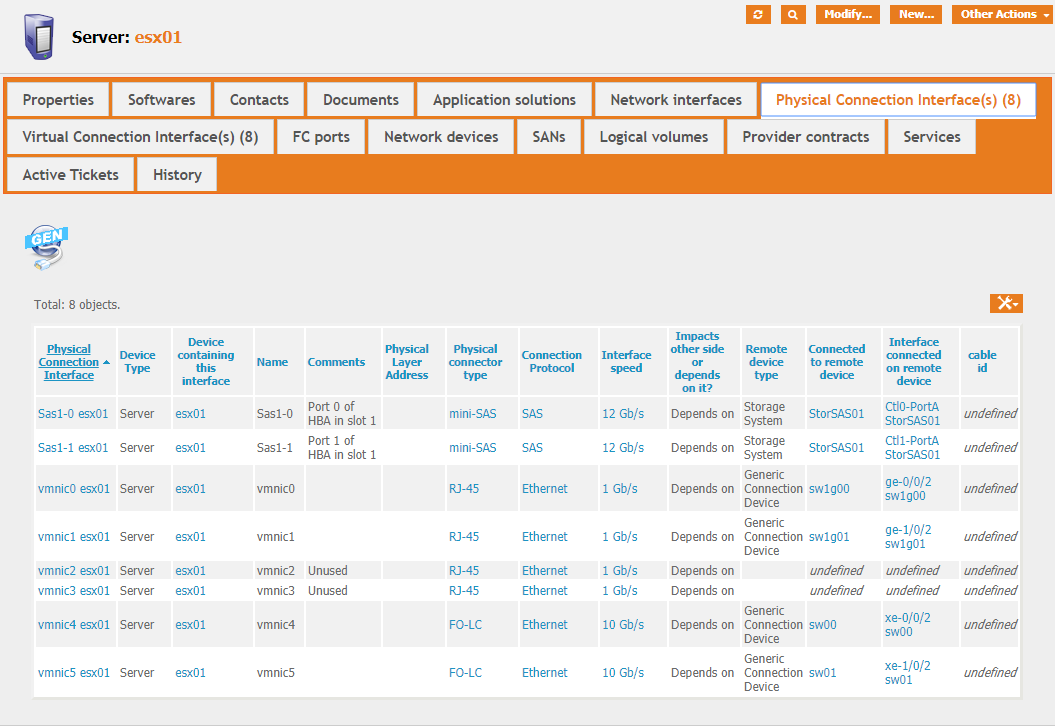 Modify... New... Other Actions
Server: esx01
Properties Softwares Contacts Documents Application solutions Network interfaces Physical Connection Interface(s) (8)
Virtual Connection Interface(s) (8) FC ports Network devices SANs Logical volumes Provider contracts Services
Active Tickets History
GEN
Total: 8 objects.
Physical Connection Interface Device Type Device containing this interface Name Comments Physical Layer Address Physical connector type Connection Protocol Interface speed Impacts other side or depends on it? Remote device type Connected to remote device Interface connected on remote device cable id
Sas1-0 esx01 Server esx01 Sas1-0 Port 0 of HBA in slot 1 mini-SAS SAS 12 Gb/s Depends on Storage System StorSAS01 Ctl0-PortA StorSAS01 undefined
Sas1-1 esx01 Server esx01 Sas1-1 Port 1 of HBA in slot 1 mini-SAS SAS 12 Gb/s Depends on Storage System StorSAS01 Ctl1-PortA StorSAS01 undefined
vmnic0 esx01 Server esx01 vmnic0 RJ-45 Ethernet 1 Gb/s Depends on Generic Connection Device sw1g00 ge-0/0/2 sw1g00 undefined
vmnic1 esx01 Server esx01 vmnic1 RJ-45 Ethernet 1 Gb/s Depends on Generic Connection Device sw1g01 ge-1/0/2 sw1g01 undefined
vmnic2 esx01 Server esx01 vmnic2 Unused RJ-45 Ethernet 1 Gb/s Depends on undefined undefined undefined
vmnic3 esx01 Server esx01 vmnic3 Unused RJ-45 Ethernet 1 Gb/s Depends on undefined undefined undefined
vmnic4 esx01 Server esx01 vmnic4 FO-LC Ethernet 10 Gb/s Depends on Generic Connection Device sw00 xe-0/0/2 sw00 undefined
vmnic5 esx01 Server esx01 vmnic5 FO-LC Ethernet 10 Gb/s Depends on Generic Connection Device sw01 xe-1/0/2 sw01 undefined